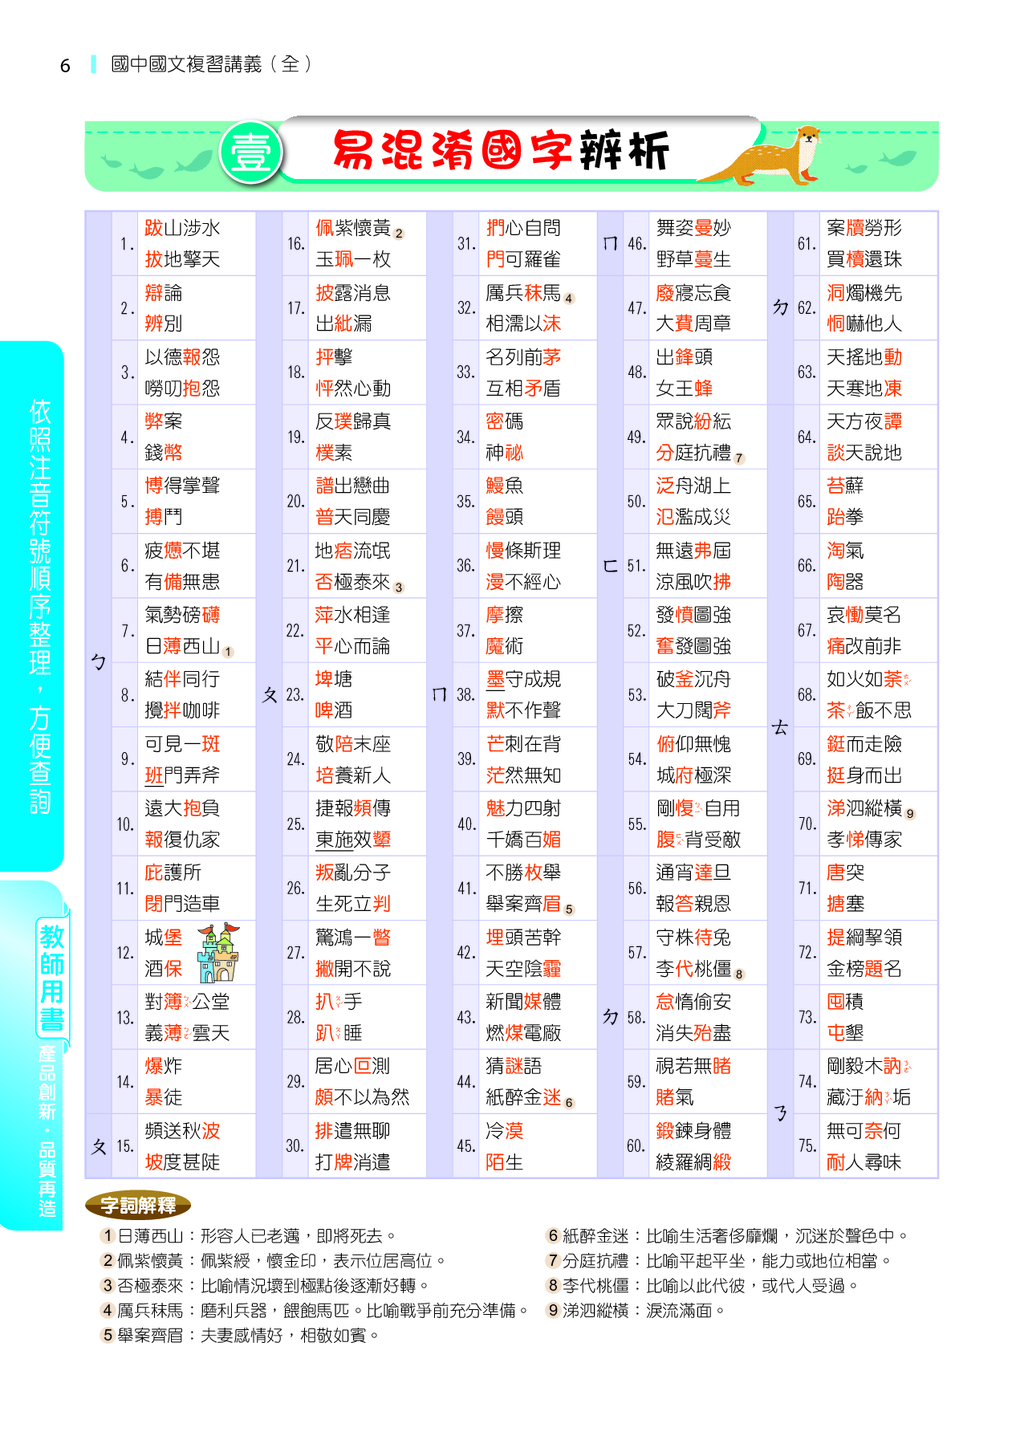 6 國中國文複習講義（全）
壹 易混淆國字辨析
依照注音符號順序整理，方便查詢
教師用書
產品創新．品質再造
ㄅ
1. 跋山涉水
拔地擎天
2. 辯論
辨別
3. 以德報怨
嘮叨抱怨
4. 弊案
錢幣
5. 博得掌聲
搏鬥
6. 疲憊不堪
有備無患
7. 氣勢磅礴
日薄西山1
8. 結伴同行
攪拌咖啡
9. 可見一斑
班門弄斧
10. 遠大抱負
報復仇家
11. 庇護所
閉門造車
12. 城堡
酒保
13. 對簿ㄅㄨˋ公堂
義薄ㄅㄛˊ雲天
14. 爆炸
暴徒
ㄆ
15. 頻送秋波
坡度甚陡
ㄆ
16. 佩紫懷黃2
玉珮一枚
17. 披露消息
出紕漏
18. 抨擊
怦然心動
19. 反璞歸真
樸素
20. 譜出戀曲
普天同慶
21. 地痞流氓
否極泰來3
22. 萍水相逢
平心而論
23. 埤塘
啤酒
24. 敬陪末座
培養新人
25. 捷報頻傳
東施效顰
26. 叛亂分子
生死立判
27. 驚鴻一瞥
撇開不說
28. 扒ㄆㄚˊ手
趴ㄆㄚ睡
29. 居心叵測
頗不以為然
30. 排遣無聊
打牌消遣
ㄇ
31. 捫心自問
門可羅雀
32. 厲兵秣馬4
相濡以沫
33. 名列前茅
互相矛盾
34. 密碼
神祕
35. 鰻魚
饅頭
36. 慢條斯理
漫不經心
37. 摩擦
魔術
38. 墨守成規
默不作聲
39. 芒刺在背
茫然無知
40. 魅力四射
千嬌百媚
41. 不勝枚舉
舉案齊眉5
42. 埋頭苦幹
天空陰霾
43. 新聞媒體
燃煤電廠
44. 猜謎語
紙醉金迷6
45. 冷漠
陌生
ㄇ
46. 舞姿曼妙
野草蔓生
ㄈ
47. 廢寢忘食
大費周章
48. 出鋒頭
女王蜂
49. 眾說紛紜
分庭抗禮7
50. 泛舟湖上
氾濫成災
51. 無遠弗屆
涼風吹拂
52. 發憤圖強
奮發圖強
53. 破釜沉舟
大刀闊斧
54. 俯仰無愧
城府極深
55. 剛愎ㄅㄧˋ自用
腹ㄈㄨˋ背受敵
ㄉ
56. 通宵達旦
報答親恩
57. 守株待兔
李代桃僵8
58. 怠惰偷安
消失殆盡
59. 視若無睹
賭氣
60. 鍛鍊身體
綾羅綢緞
ㄉ
61. 案牘勞形
買櫝還珠
62. 洞燭機先
恫嚇他人
63. 天搖地動
天寒地凍
ㄊ
64. 天方夜譚
談天說地
65. 苔蘚
跆拳
66. 淘氣
陶器
67. 哀慟莫名
痛改前非
68. 如火如荼ㄊㄨˊ
茶ㄔㄚˊ飯不思
69. 鋌而走險
挺身而出
70. 涕泗縱橫9
孝悌傳家
71. 唐突
搪塞
72. 提綱挈領
金榜題名
73. 囤積
屯墾
ㄋ
74. 剛毅木訥ㄋㄜˋ
藏汙納ㄋㄚˋ垢
75. 無可奈何
耐人尋味
字詞解釋
1 日薄西山：形容人已老邁，即將死去。
2 佩紫懷黃：佩紫綬，懷金印，表示位居高位。
3 否極泰來：比喻情況壞到極點後逐漸好轉。
4 厲兵秣馬：磨利兵器，餵飽馬匹。比喻戰爭前充分準備。
5 舉案齊眉：夫妻感情好，相敬如賓。
6 紙醉金迷：比喻生活奢侈靡爛，沉迷於聲色中。
7 分庭抗禮：比喻平起平坐，能力或地位相當。
8 李代桃僵：比喻以此代彼，或代人受過。
9 涕泗縱橫：淚流滿面。